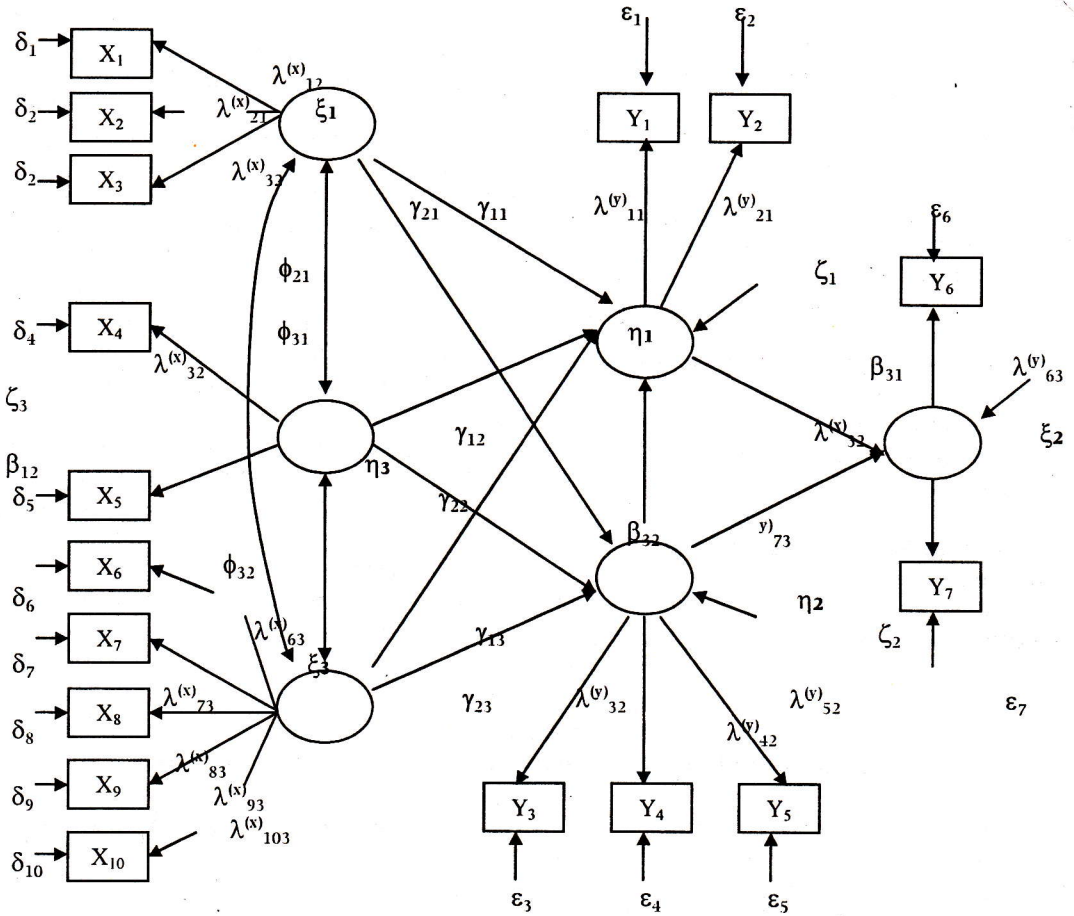 ε₁ ε₂
δ₁ X₁
λ⁽ˣ⁾₁₂
δ₂ X₂ λ⁽ˣ⁾₂₁ ξ₁ Y₁ Y₂
δ₂ X₃ λ⁽ˣ⁾₃₂
γ₂₁ γ₁₁ λ⁽ʸ⁾₁₁ λ⁽ʸ⁾₂₁
ε₆
ϕ₂₁ ζ₁ Y₆
δ₄ X₄ ϕ₃₁ η₁
λ⁽ˣ⁾₃₂ β₃₁ λ⁽ʸ⁾₆₃
ζ₃
γ₁₂ λ⁽ˣ⁾₃₂ ξ₂
β₁₂ η₃
δ₅ X₅ γ₂₂
β₃₂ ʸ⁾₇₃
X₆ ϕ₃₂ Y₇
δ₆ η₂
X₇ λ⁽ˣ⁾₆₃ γ₁₃ ζ₂
δ₇ ξ₃
δ₈ X₈ λ⁽ˣ⁾₇₃ γ₂₃ λ⁽ʸ⁾₃₂ λ⁽ʸ⁾₅₂ ε₇
λ⁽ʸ⁾₄₂
δ₉ X₉ λ⁽ˣ⁾₈₃
λ⁽ˣ⁾₉₃ Y₃ Y₄ Y₅
λ⁽ˣ⁾₁₀₃
δ₁₀ X₁₀
ε₃ ε₄ ε₅